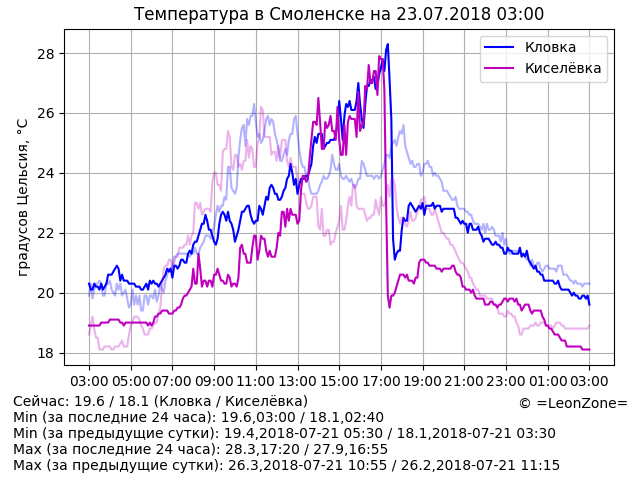 Температура в Смоленске на 23.07.2018 03:00
28
26
24
22
20
18
градусов Цельсия, °C
Кловка
Киселёвка
03:00 05:00 07:00 09:00 11:00 13:00 15:00 17:00 19:00 21:00 23:00 01:00 03:00
Сейчас: 19.6 / 18.1 (Кловка / Киселёвка)
© =LeonZone=
Min (за последние 24 часа): 19.6,03:00 / 18.1,02:40
Min (за предыдущие сутки): 19.4,2018-07-21 05:30 / 18.1,2018-07-21 03:30
Max (за последние 24 часа): 28.3,17:20 / 27.9,16:55
Max (за предыдущие сутки): 26.3,2018-07-21 10:55 / 26.2,2018-07-21 11:15